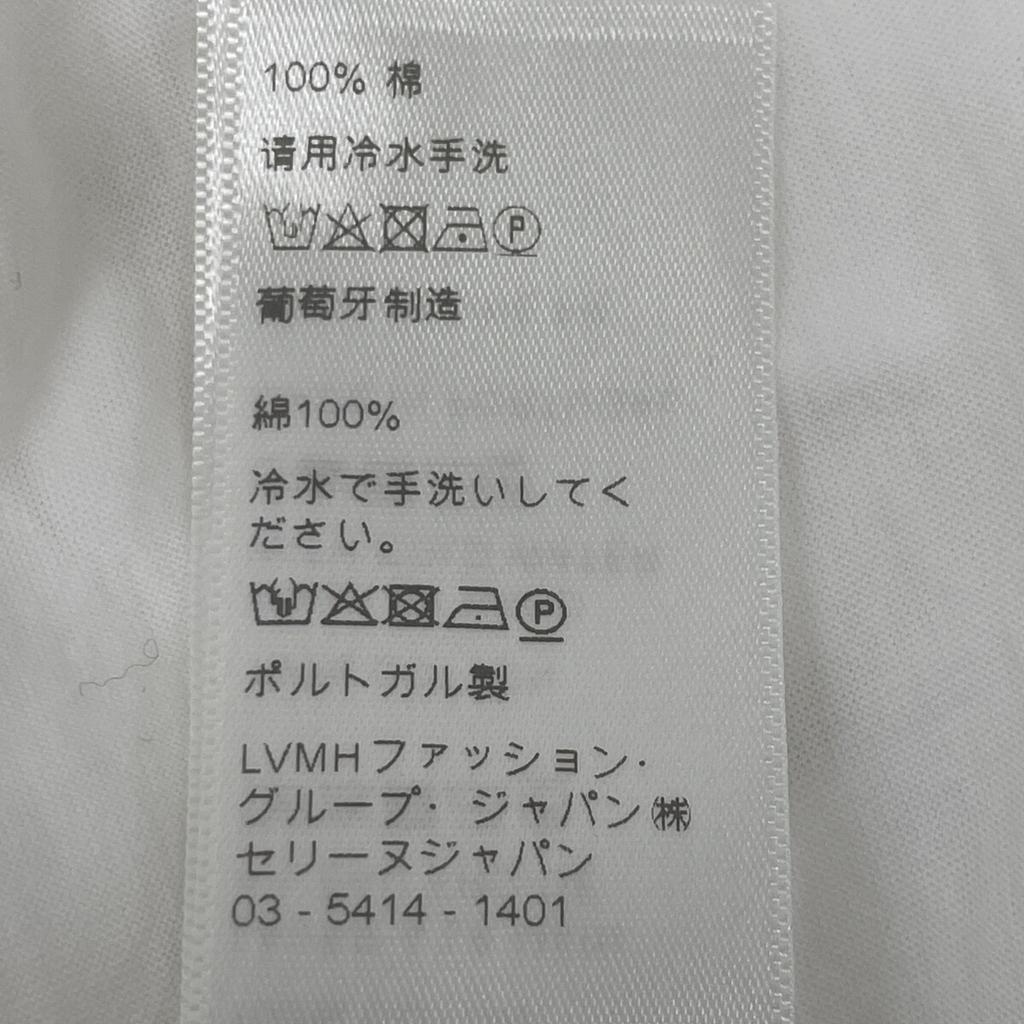 100% 棉
请用冷水手洗
P
葡萄牙制造
綿100%
冷水で手洗いしてく
ださい。
P
ポルトガル製
LVMHファッション・
グループ・ ジャパン㈱
セリーヌジャパン
03 - 5414 - 1401